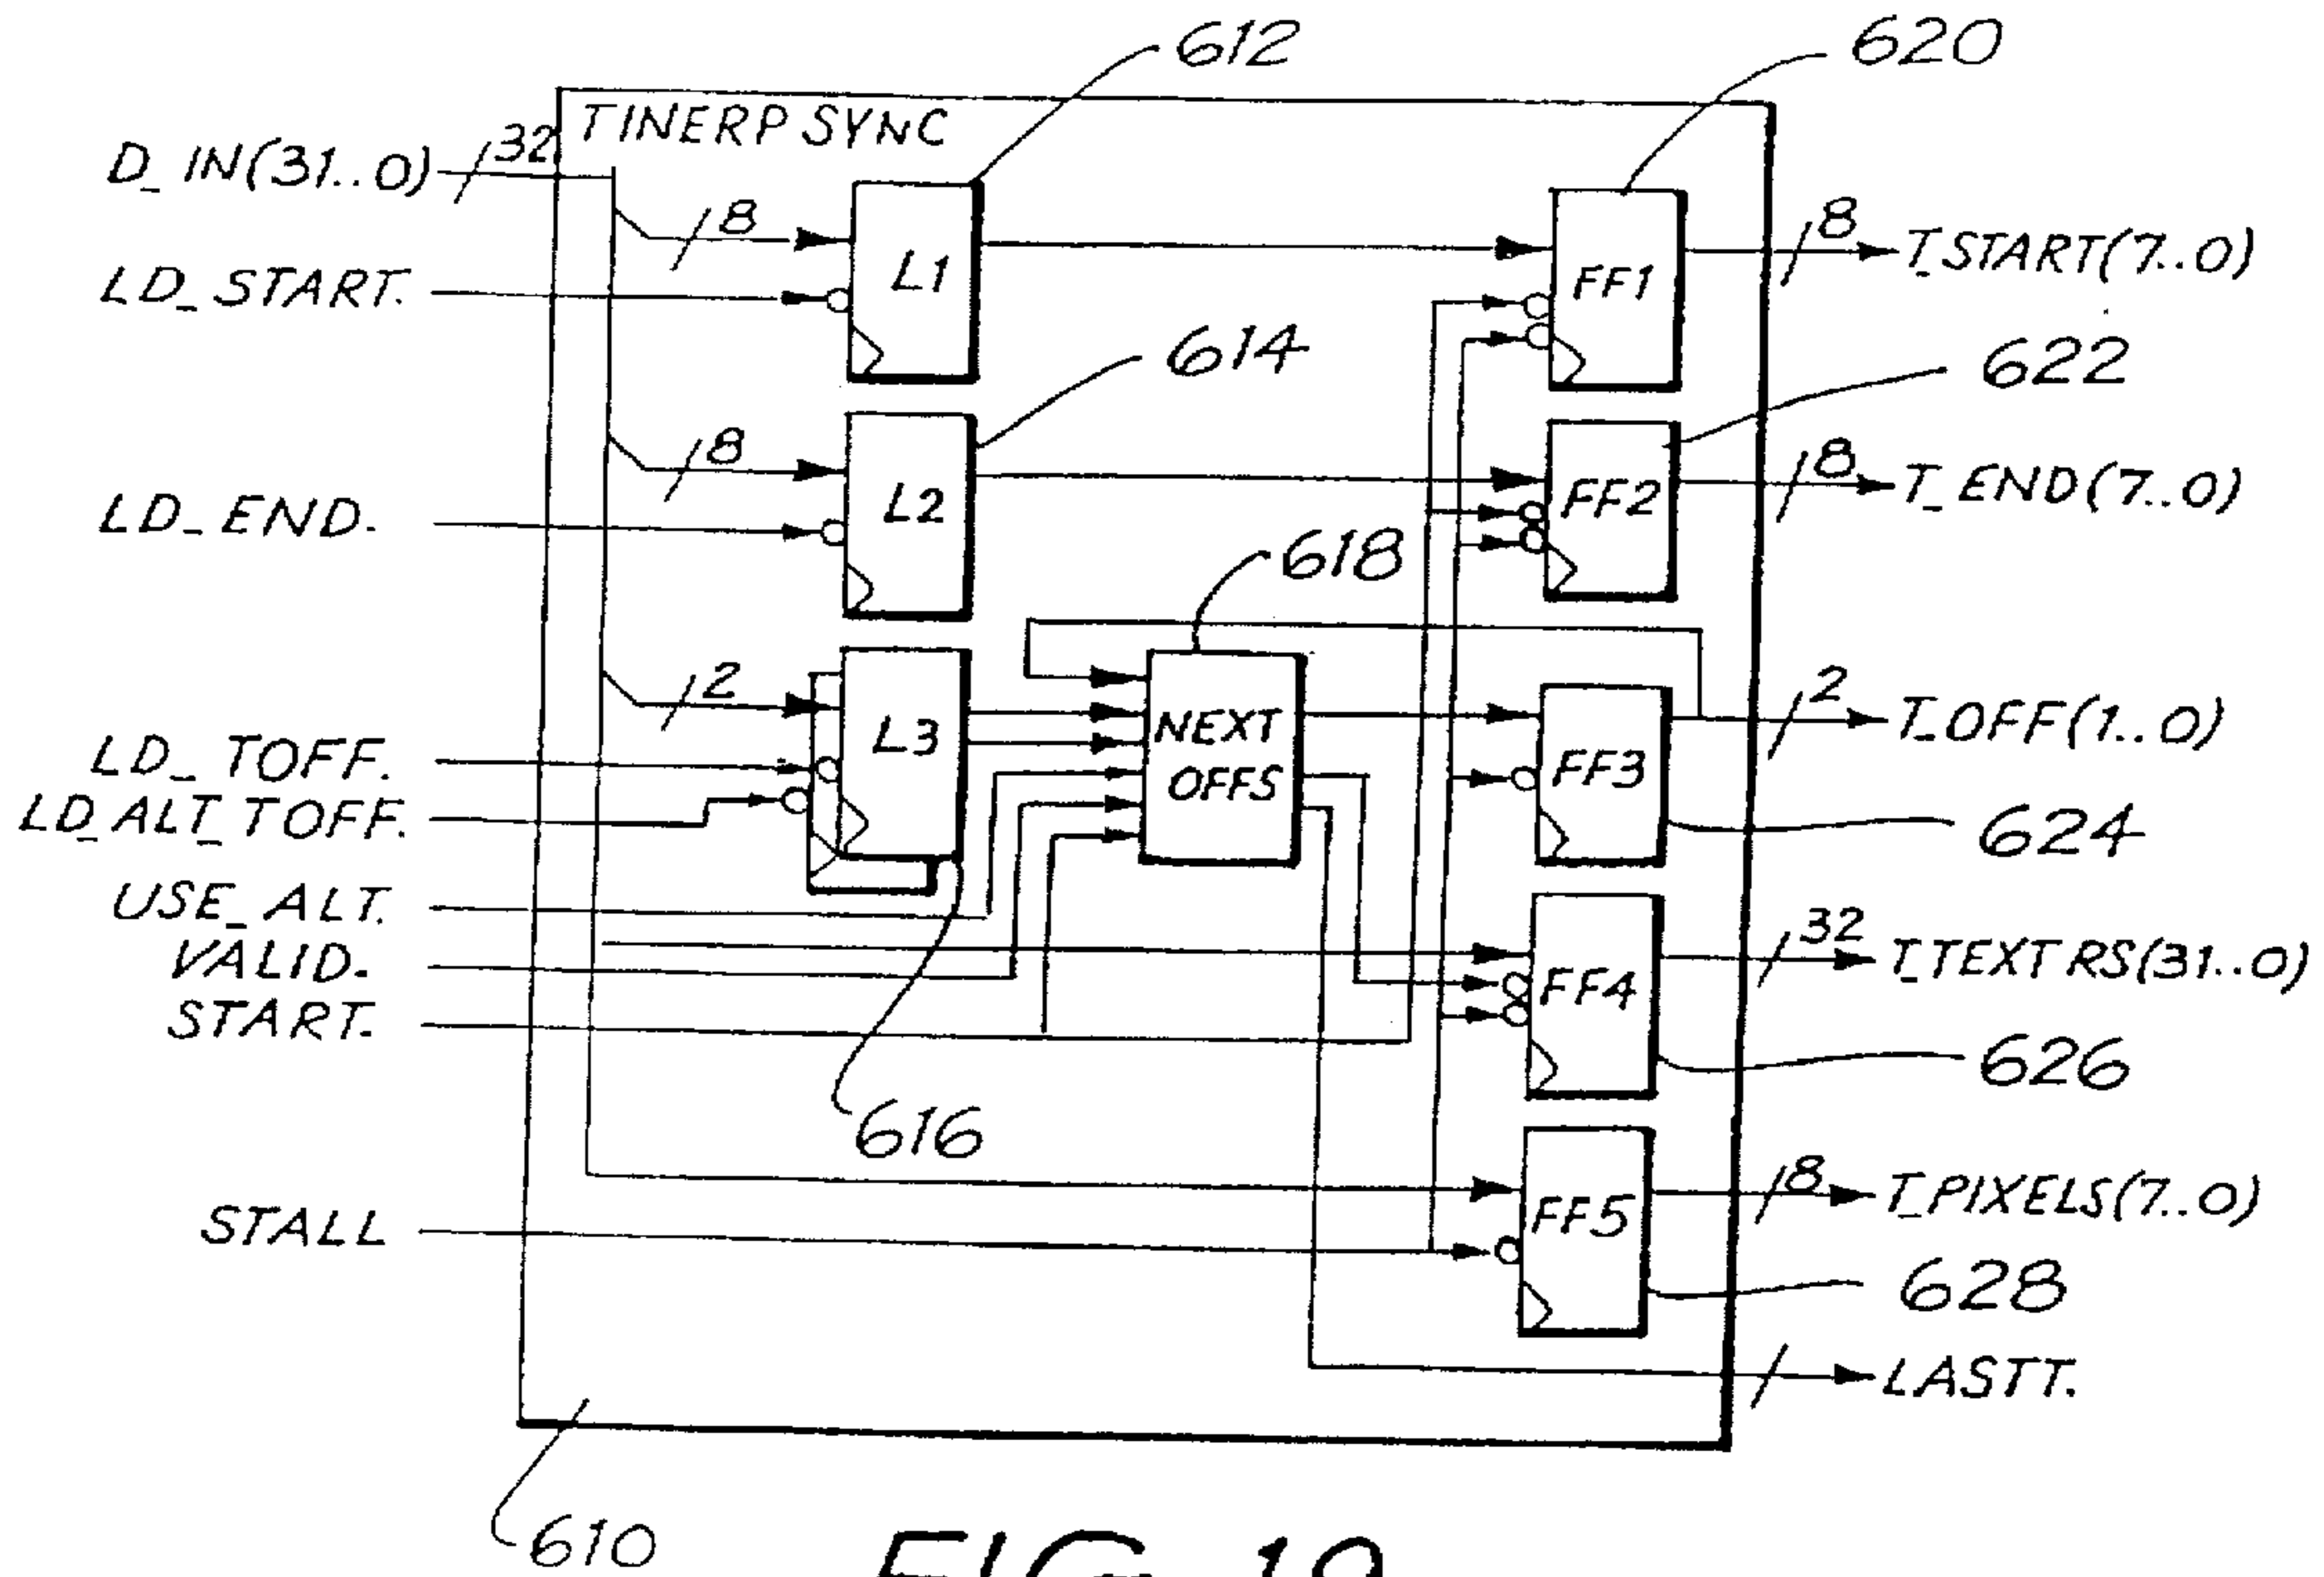 612
620
TINERP SYNC
D_IN(31..0)
32
8
8
T_START(7..0)
L1
FF1
LD_START.
614
622
8
8
T_END(7..0)
L2
FF2
LD_END.
618
2
2
L3
NEXT
OFFS
FF3
T_OFF(1..0)
LD_TOFF.
LD_ALT_TOFF.
624
USE_ALT.
VALID.
START.
32
FF4
T_TEXTRS(31..0)
626
616
8
FF5
T_PIXELS(7..0)
STALL
628
LASTT.
610